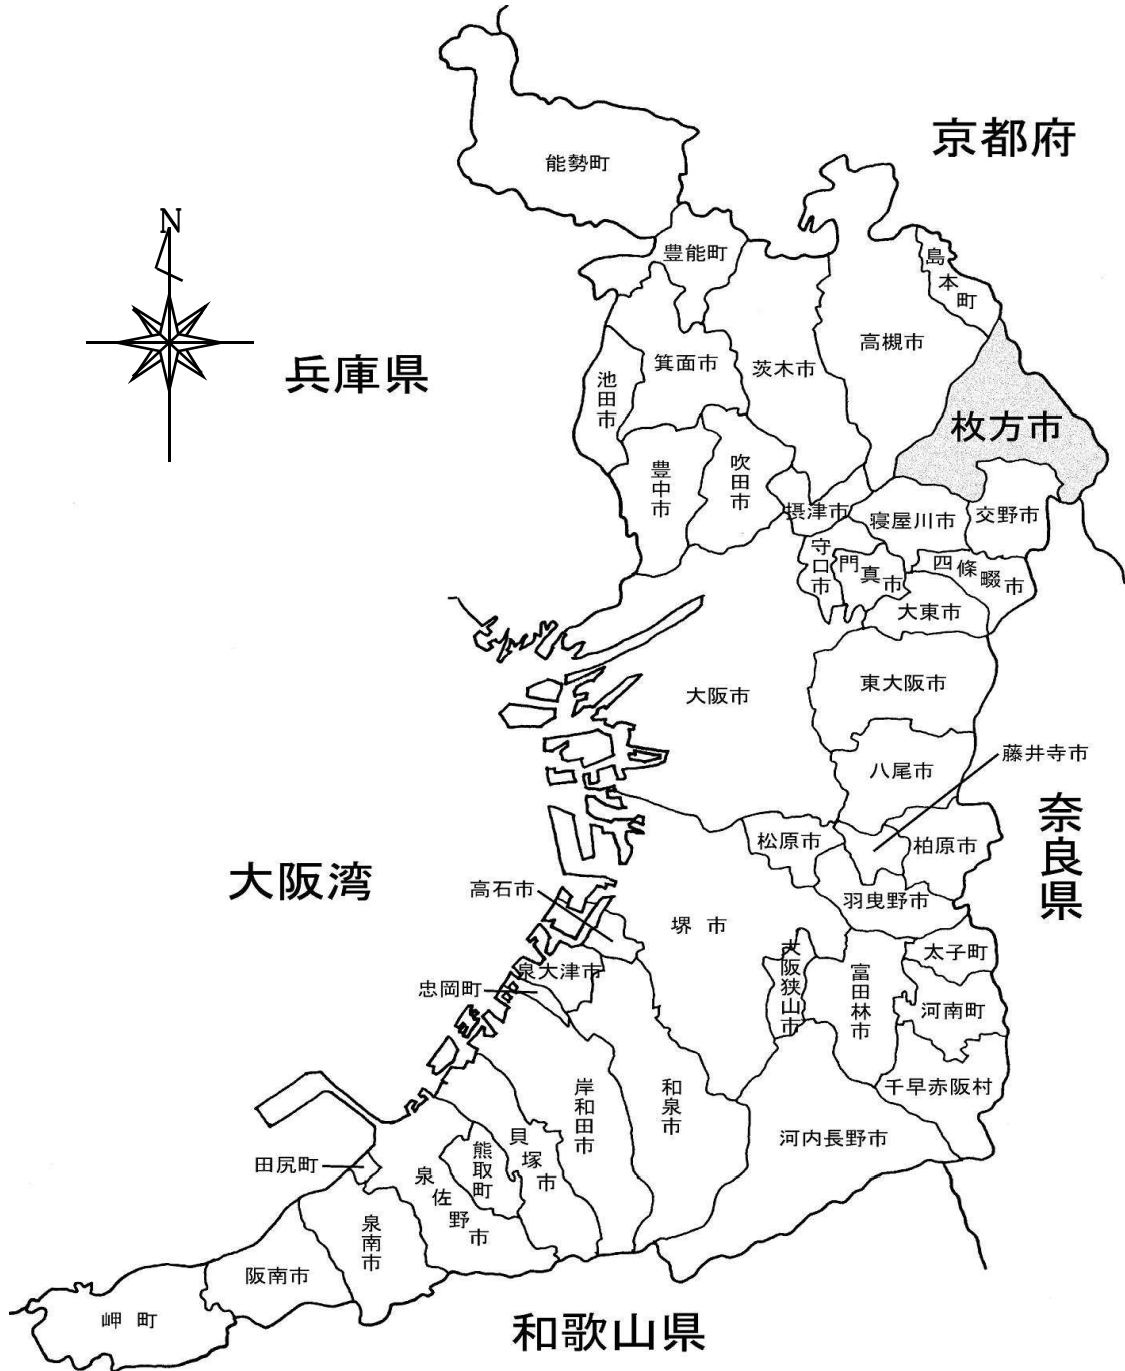 京都府
能勢町
N
豊能町
島本町
高槻市
兵庫県
箕面市
茨木市
池田市
枚方市
豊中市
吹田市
摂津市
寝屋川市
交野市
守口市
門真市
四條畷市
大東市
大阪市
東大阪市
藤井寺市
八尾市
奈良県
松原市
柏原市
大阪湾
高石市
羽曳野市
堺市
太子町
大阪狭山市
富田林市
泉大津市
忠岡町
河南町
千早赤阪村
岸和田市
和泉市
河内長野市
貝塚市
熊取町
田尻町
泉佐野市
泉南市
阪南市
岬町
和歌山県